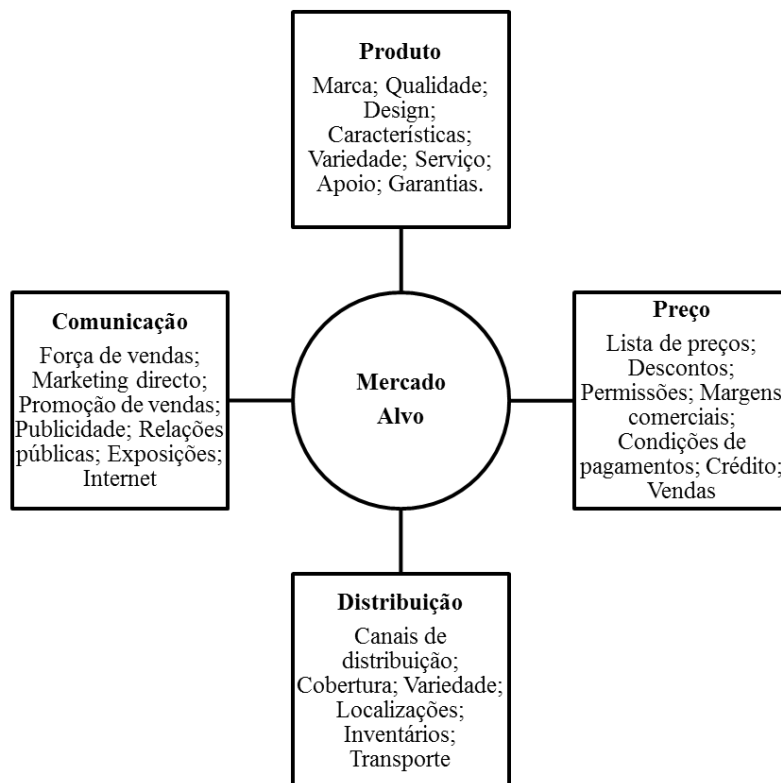 Produto
Marca; Qualidade;
Design;
Características;
Variedade; Serviço;
Apoio; Garantias.
Comunicação
Força de vendas;
Marketing directo;
Promoção de vendas;
Publicidade; Relações
públicas; Exposições;
Internet
Mercado
Alvo
Preço
Lista de preços;
Descontos;
Permissões; Margens
comerciais;
Condições de
pagamentos; Crédito;
Vendas
Distribuição
Canais de
distribuição;
Cobertura; Variedade;
Localizações;
Inventários;
Transporte